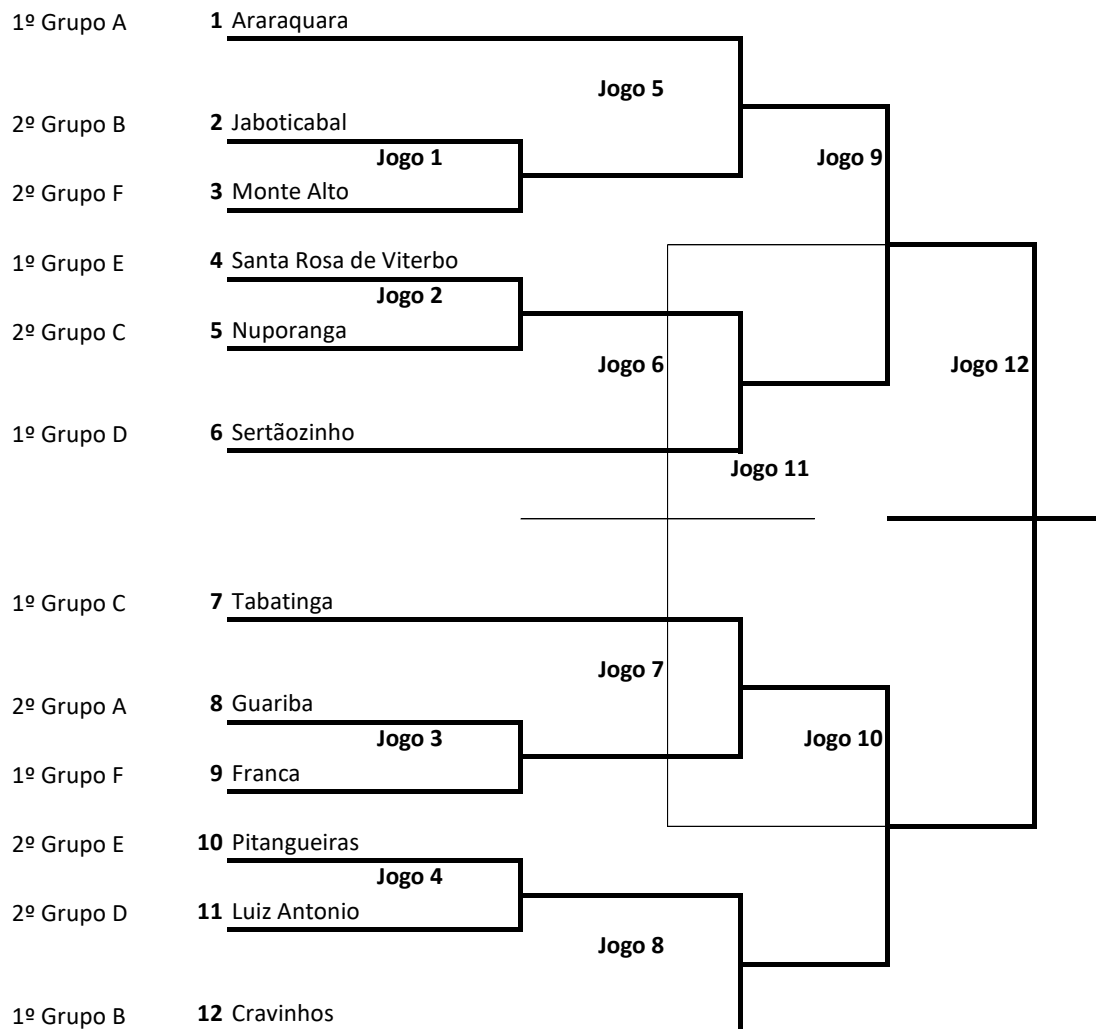 1º Grupo A 1 Araraquara
Jogo 5
2º Grupo B 2 Jaboticabal
Jogo 1 Jogo 9
2º Grupo F 3 Monte Alto
1º Grupo E 4 Santa Rosa de Viterbo
Jogo 2
2º Grupo C 5 Nuporanga
Jogo 6 Jogo 12
1º Grupo D 6 Sertãozinho
Jogo 11
1º Grupo C 7 Tabatinga
Jogo 7
2º Grupo A 8 Guariba
Jogo 3 Jogo 10
1º Grupo F 9 Franca
2º Grupo E 10 Pitangueiras
Jogo 4
2º Grupo D 11 Luiz Antonio
Jogo 8
1º Grupo B 12 Cravinhos